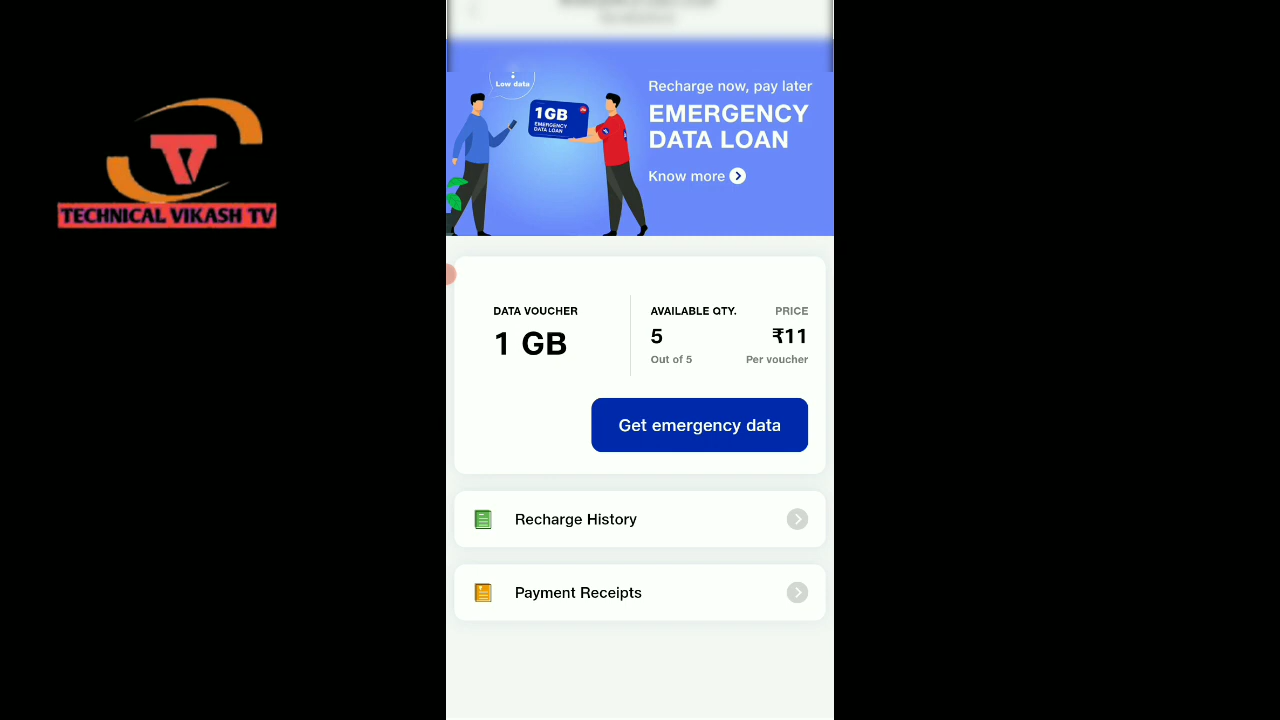 TECHNICAL VIKASH TV
Low data
1GB
EMERGENCY
DATA LOAN
Recharge now, pay later
EMERGENCY
DATA LOAN
Know more
DATA VOUCHER
1 GB
AVAILABLE QTY.
5
Out of 5
PRICE
₹11
Per voucher
Get emergency data
Recharge History
Payment Receipts